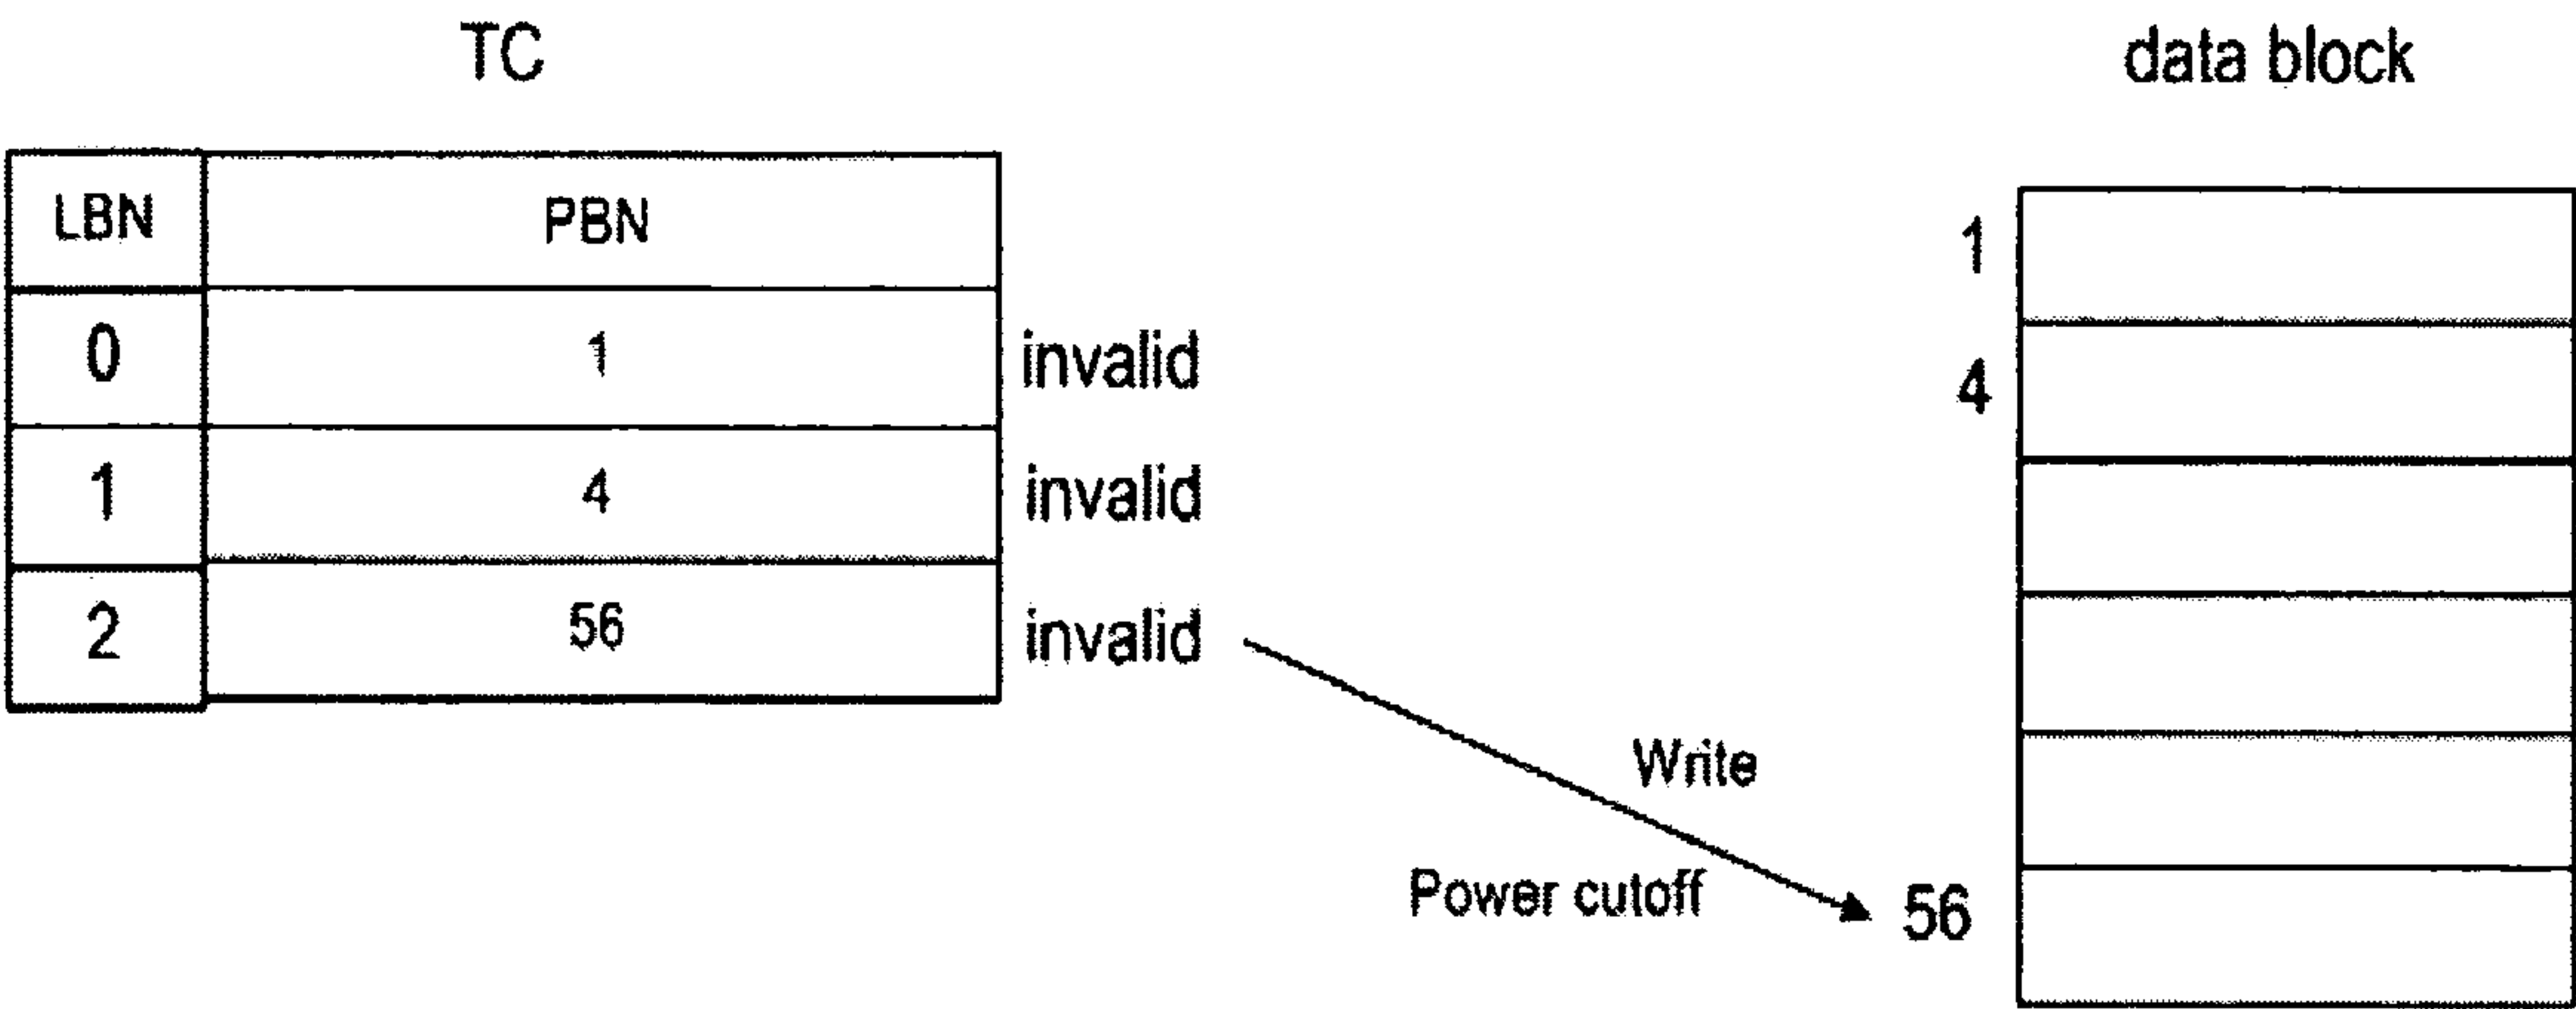 TC
data block
LBN PBN
0 1 invalid
1 4 invalid
2 56 invalid
1
4
Write
Power cutoff
56